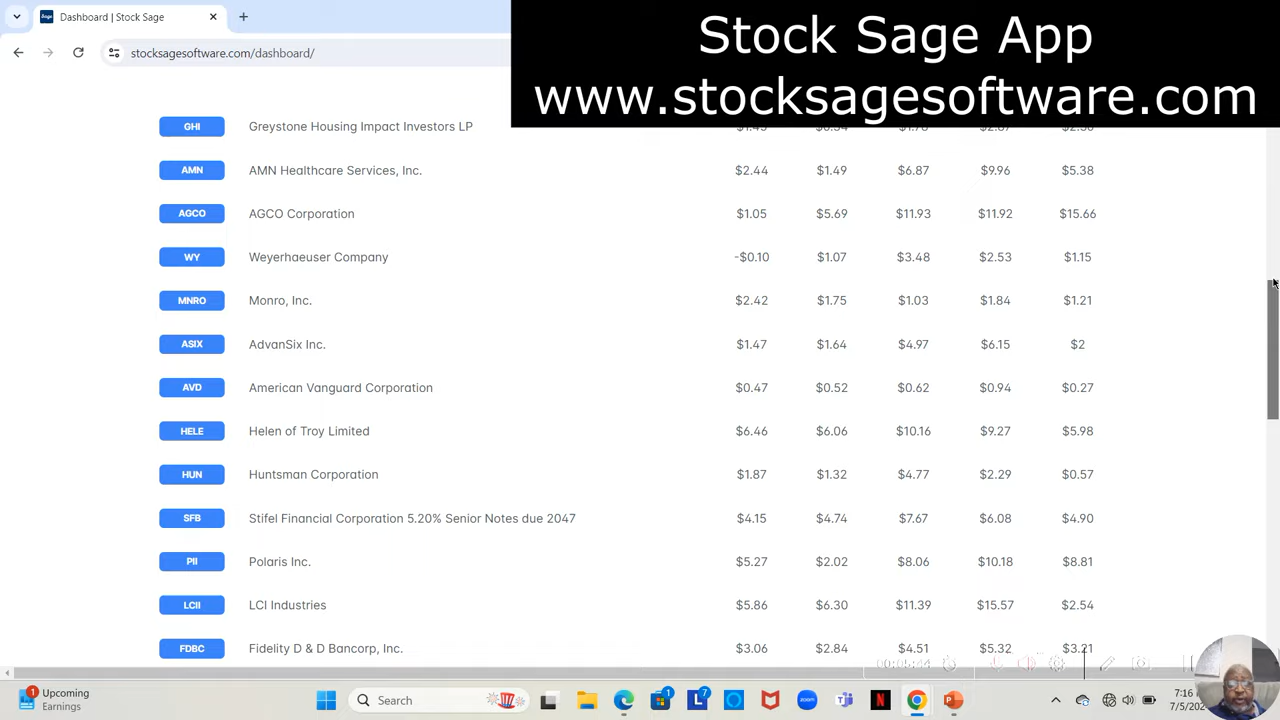 Dashboard | Stock Sage
Stock Sage App
stocksagesoftware.com/dashboard/
www.stocksagesoftware.com
GHI Greystone Housing Impact Investors LP
AMN AMN Healthcare Services, Inc. $2.44 $1.49 $6.87 $9.96 $5.38
AGCO AGCO Corporation $1.05 $5.69 $11.93 $11.92 $15.66
WY Weyerhaeuser Company -$0.10 $1.07 $3.48 $2.53 $1.15
MNRO Monro, Inc. $2.42 $1.75 $1.03 $1.84 $1.21
ASIX AdvanSix Inc. $1.47 $1.64 $4.97 $6.15 $2
AVD American Vanguard Corporation $0.47 $0.52 $0.62 $0.94 $0.27
HELE Helen of Troy Limited $6.46 $6.06 $10.16 $9.27 $5.98
HUN Huntsman Corporation $1.87 $1.32 $4.77 $2.29 $0.57
SFB Stifel Financial Corporation 5.20% Senior Notes due 2047 $4.15 $4.74 $7.67 $6.08 $4.90
PII Polaris Inc. $5.27 $2.02 $8.06 $10.18 $8.81
LCII LCI Industries $5.86 $6.30 $11.39 $15.57 $2.54
FDBC Fidelity D & D Bancorp, Inc. $3.06 $2.84 $4.51 $5.32 $3.21
Upcoming
Earnings
Search
7:16
7/5/2